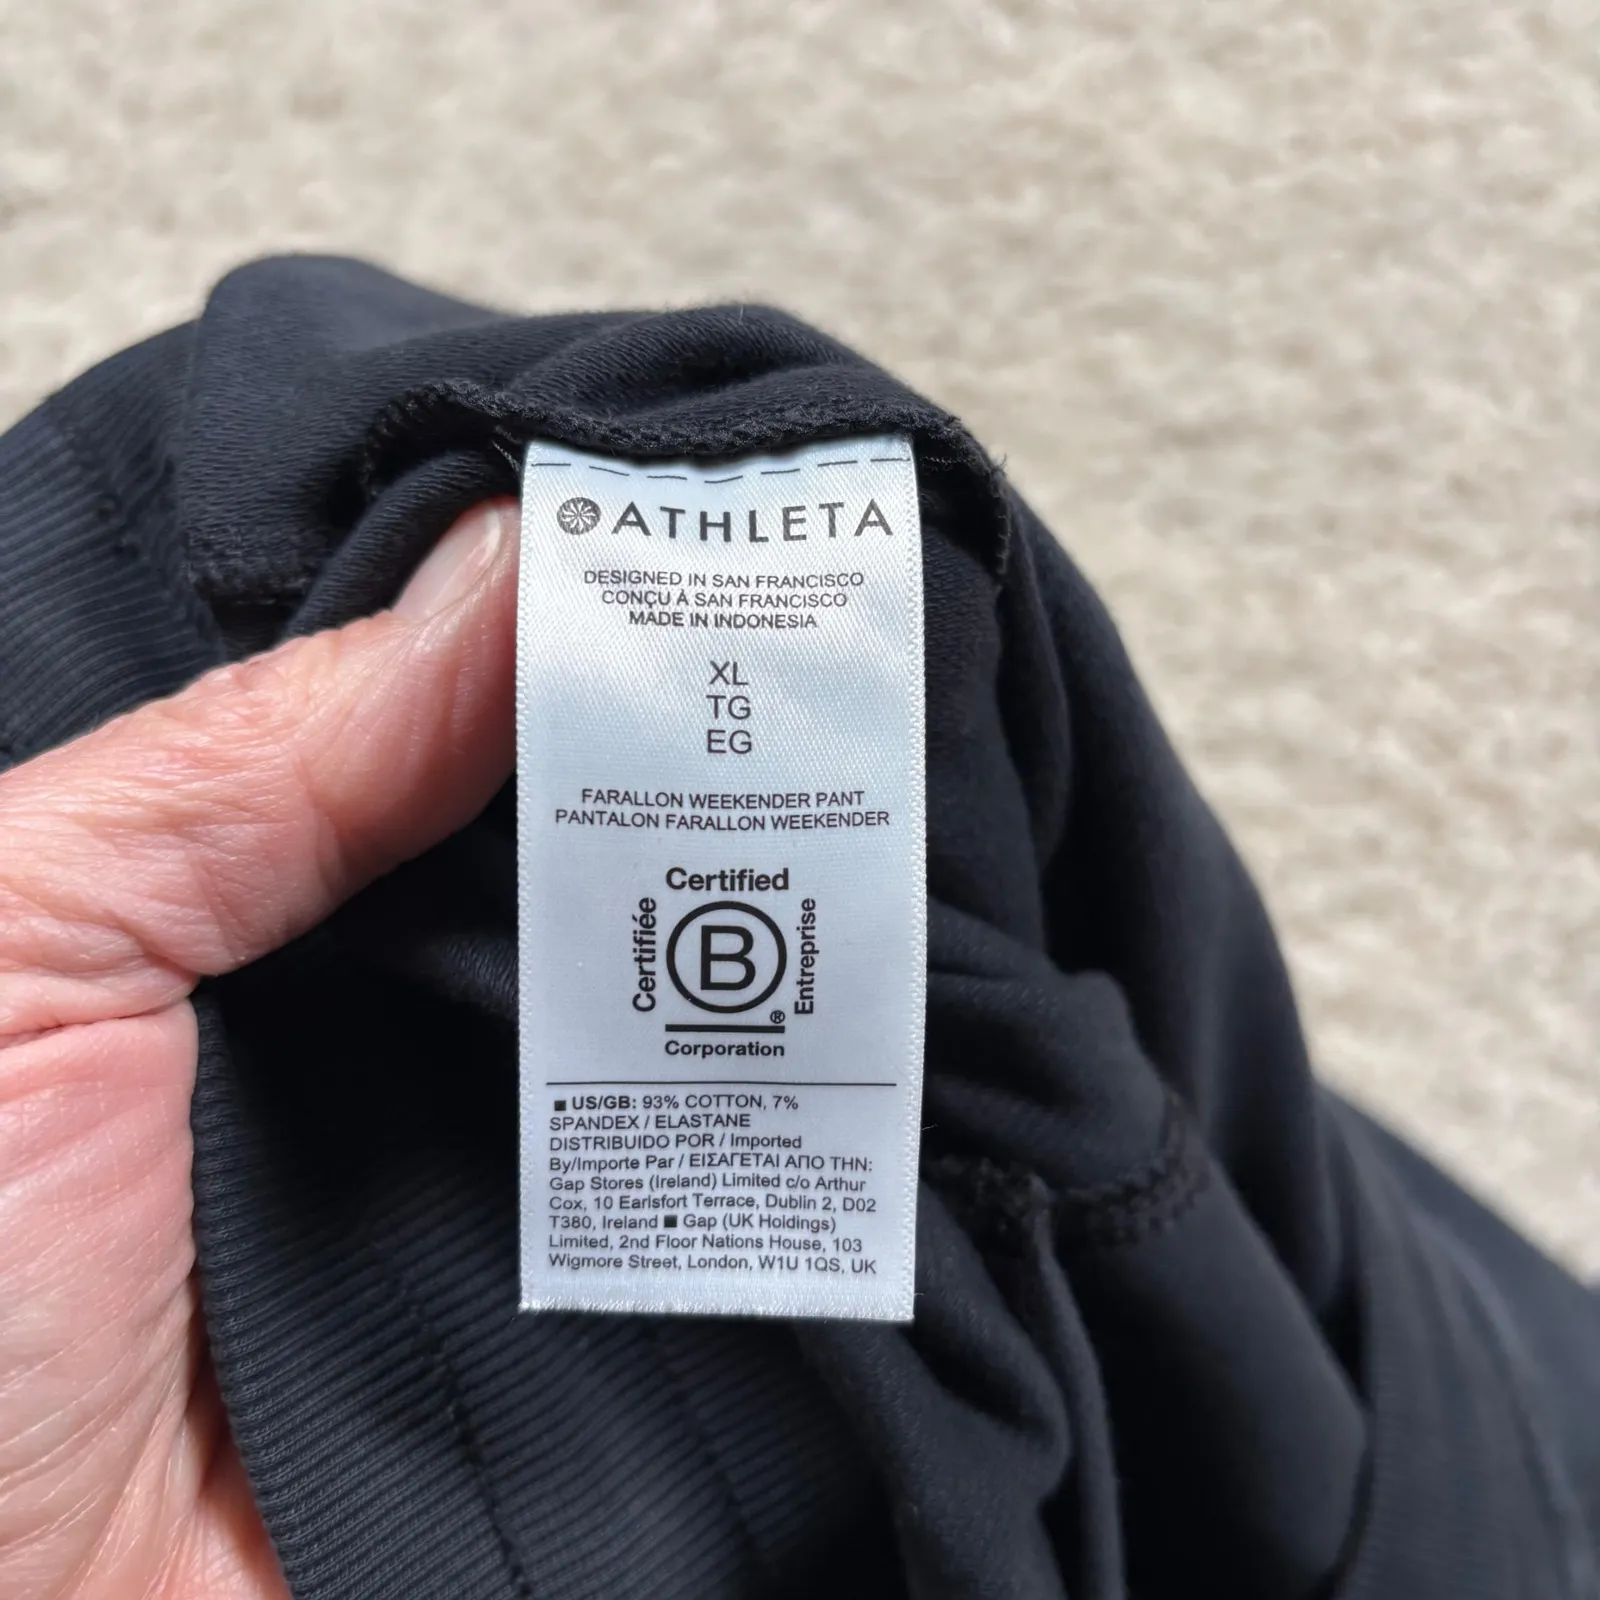 ATHLETA
DESIGNED IN SAN FRANCISCO
CONÇU À SAN FRANCISCO
MADE IN INDONESIA
XL
TG
EG
FARALLON WEEKENDER PANT
PANTALON FARALLON WEEKENDER
Certified
Certifiée
B
Entreprise
®
Corporation
■ US/GB: 93% COTTON, 7%
SPANDEX / ELASTANE
DISTRIBUIDO POR / Imported
By/Importe Par / ΕΙΣΑΓΕΤΑΙ ΑΠΟ ΤΗΝ:
Gap Stores (Ireland) Limited c/o Arthur
Cox, 10 Earlsfort Terrace, Dublin 2, D02
T380, Ireland ■ Gap (UK Holdings)
Limited, 2nd Floor Nations House, 103
Wigmore Street, London, W1U 1QS, UK